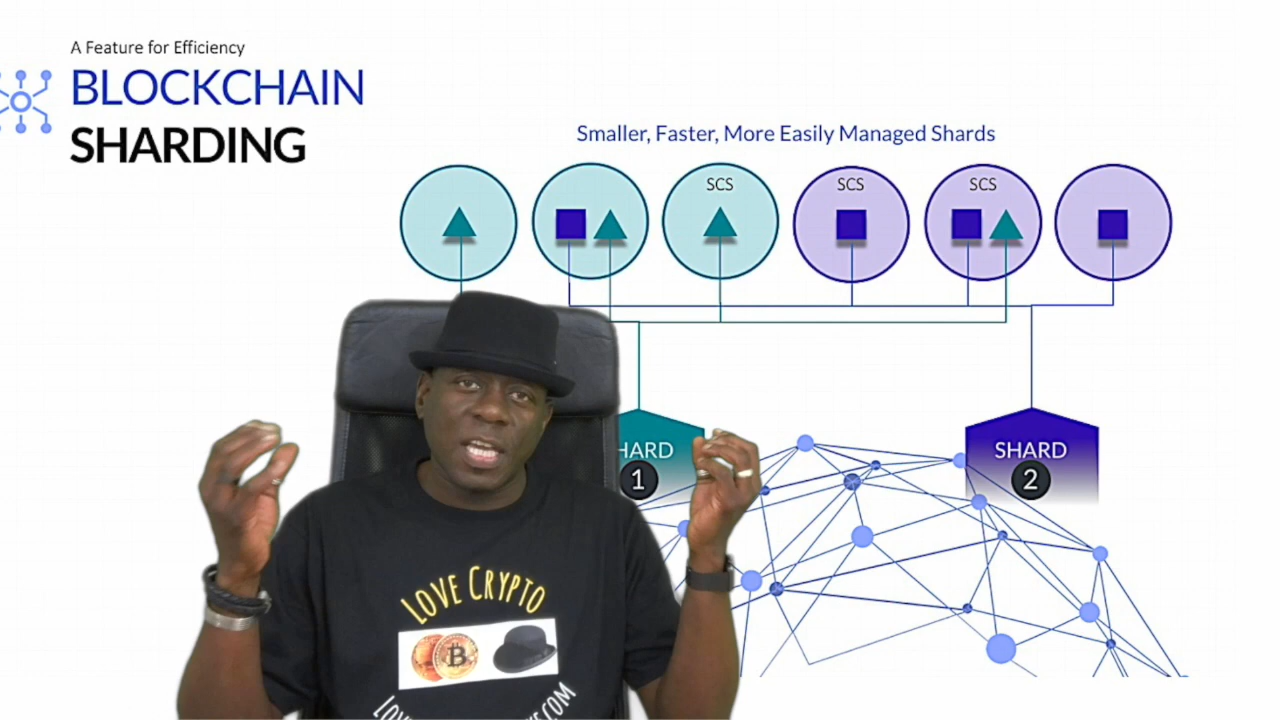 A Feature for Efficiency
BLOCKCHAIN
SHARDING
Smaller, Faster, More Easily Managed Shards
SCS
SCS
SCS
HARD
1
SHARD
2
LOVE CRYPTO
B